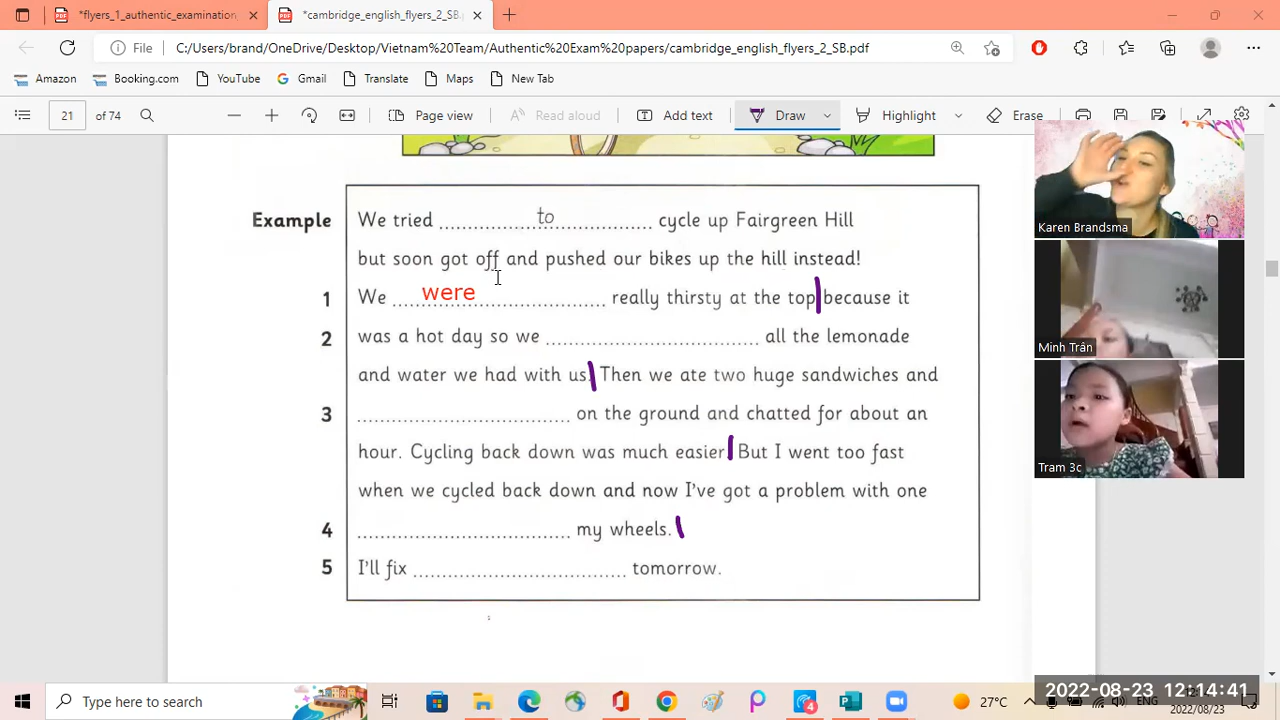 *flyers_1_authentic_examination
*cambridge_english_flyers_2_SB.p
File C:/Users/brand/OneDrive/Desktop/Vietnam%20Team/Authentic%20Exam%20papers/cambridge_english_flyers_2_SB.pdf
Amazon Booking.com YouTube Gmail Translate Maps New Tab
21 of 74 Page view Read aloud Add text Draw Highlight Erase
Example We tried to cycle up Fairgreen Hill
but soon got off and pushed our bikes up the hill instead!
1 We were really thirsty at the top because it
2 was a hot day so we all the lemonade
and water we had with us. Then we ate two huge sandwiches and
3 on the ground and chatted for about an
hour. Cycling back down was much easier But I went too fast
when we cycled back down and now I've got a problem with one
4 my wheels.
5 I'll fix tomorrow.
Karen Brandsma
Minh Trân
Tram 3c
Type here to search
27°C
ENG
2022/08/23
2022-08-23 12:14:41